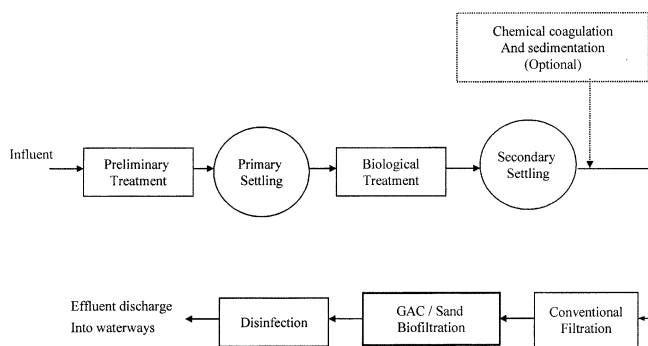 Chemical coagulation
And sedimentation
(Optional)
Influent
Preliminary
Treatment
Primary
Settling
Biological
Treatment
Secondary
Settling
Effluent discharge
Into waterways
Disinfection
GAC / Sand
Biofiltration
Conventional
Filtration